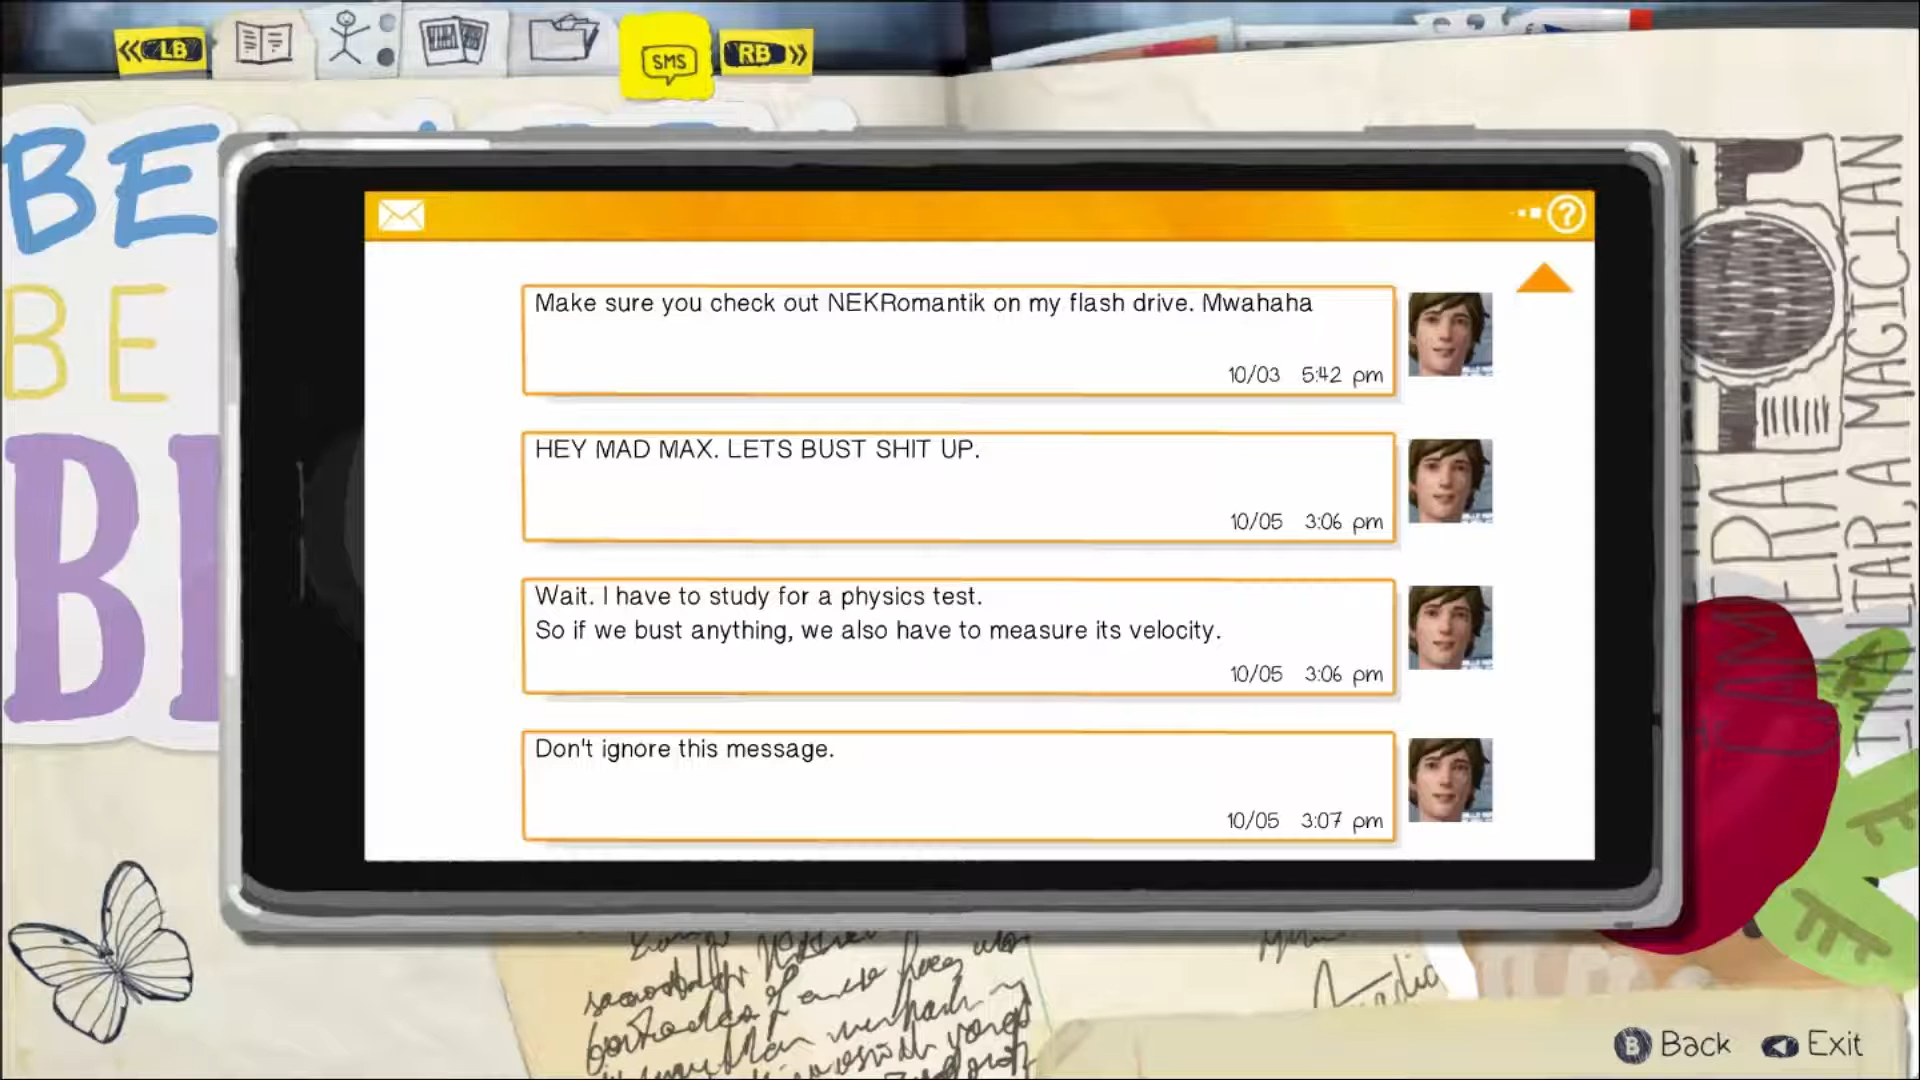 LB
SMS
RB
BE
BE
Make sure you check out NEKRomantik on my flash drive. Mwahaha
10/03 5:42 pm
HEY MAD MAX. LETS BUST SHIT UP.
10/05 3:06 pm
Wait. I have to study for a physics test.
So if we bust anything, we also have to measure its velocity.
10/05 3:06 pm
Don't ignore this message.
10/05 3:07 pm
LIAR, A MAGICIAN
B Back
Exit